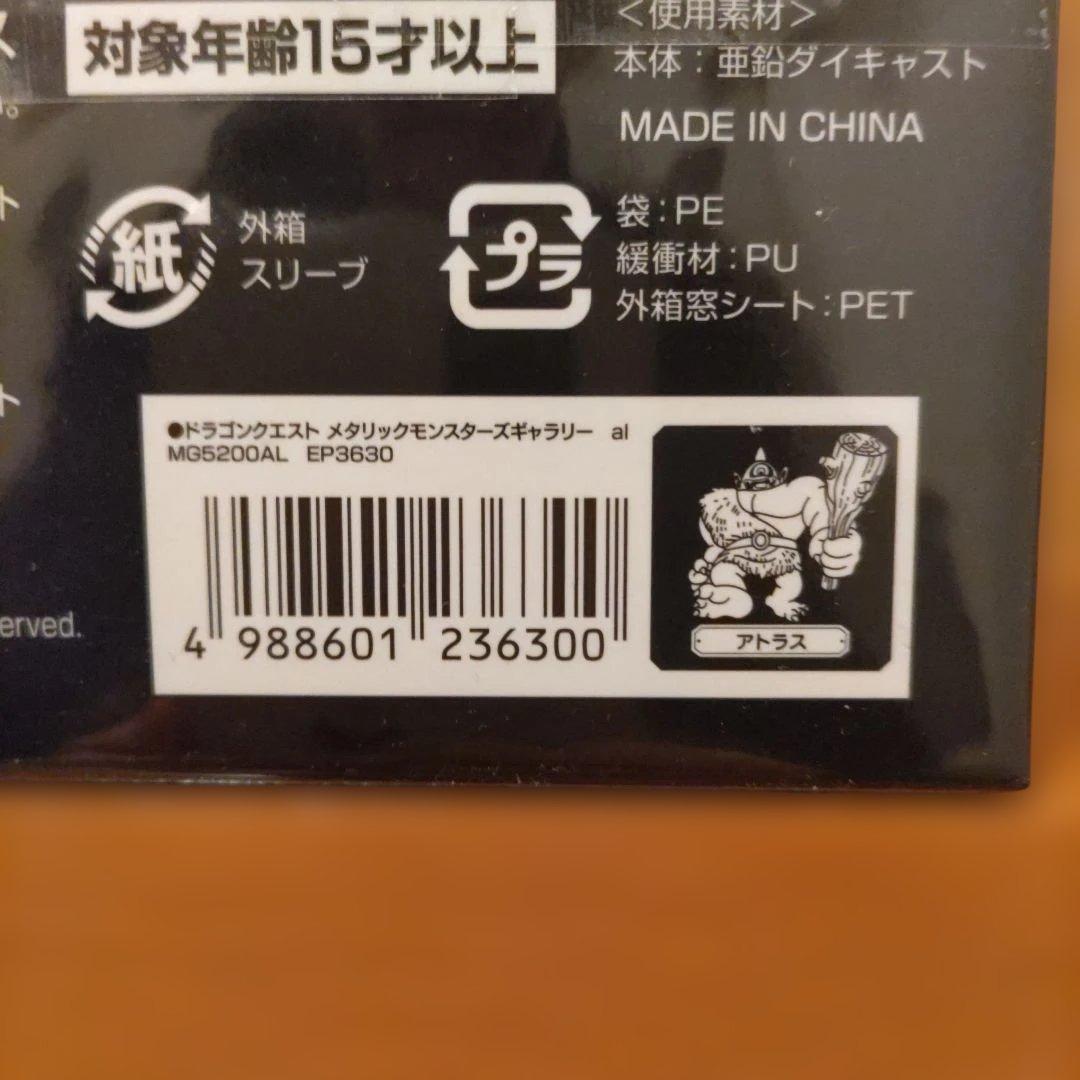 ス
対象年齢15才以上
<使用素材>
本体：亜鉛ダイキャスト
MADE IN CHINA
。
ト
紙
外箱
スリーブ
プラ
袋：PE
緩衝材：PU
外箱窓シート：PET
ト
●ドラゴンクエスト メタリックモンスターズギャラリー al
MG5200AL EP3630
4 988601 236300
アトラス
erved.